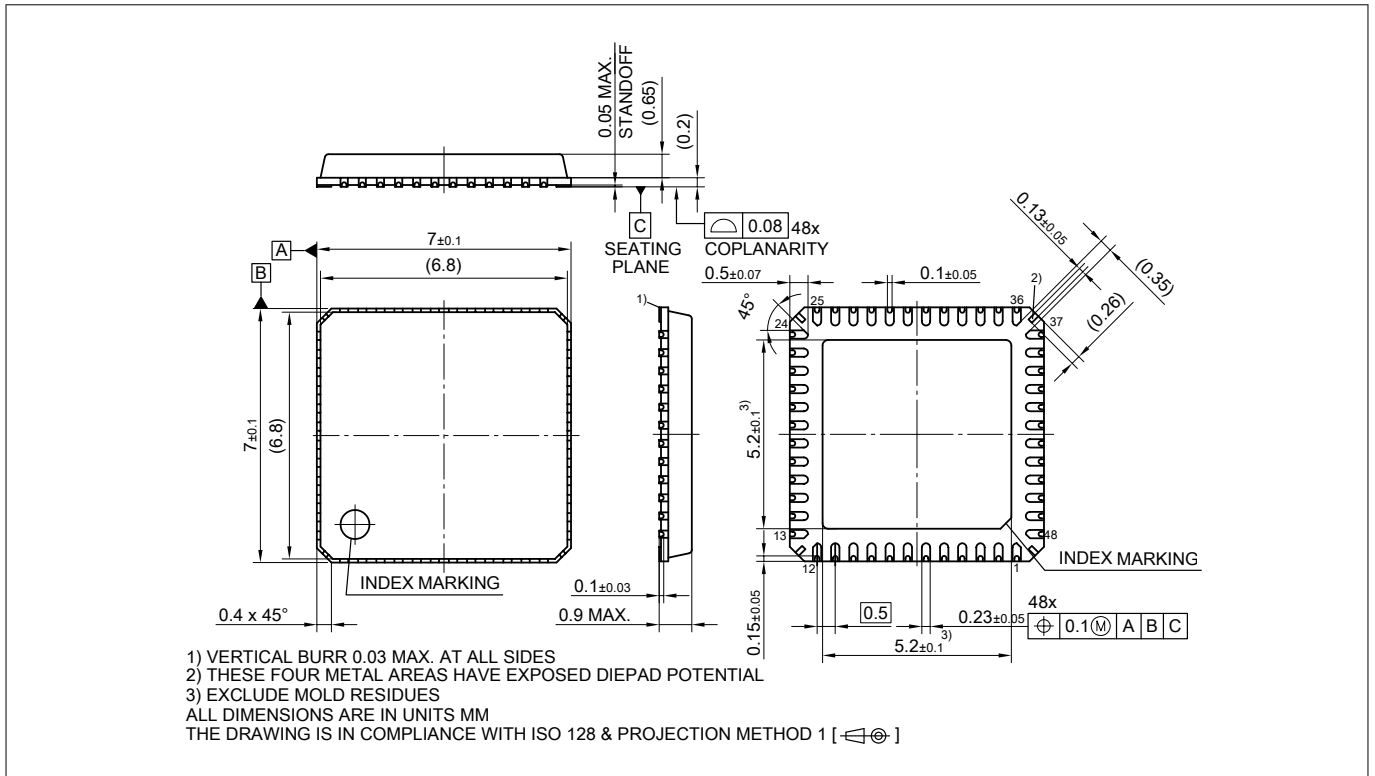 0.05 MAX.
STANDOFF
(0.65)
(0.2)
C
SEATING
PLANE
⌓ 0.08 48x
COPLANARITY
A
7±0.1
(6.8)
B
7±0.1
(6.8)
INDEX MARKING
0.4 x 45°
1)
0.1±0.03
0.9 MAX.
0.5±0.07
0.1±0.05
0.13±0.05
(0.35)
(0.26)
2)
45°
25
36
24
37
5.2±0.1 3)
13
48
12
1
INDEX MARKING
0.15±0.05
0.5
0.23±0.05
5.2±0.1 3)
48x
⌖ 0.1Ⓜ A B C
1) VERTICAL BURR 0.03 MAX. AT ALL SIDES
2) THESE FOUR METAL AREAS HAVE EXPOSED DIEPAD POTENTIAL
3) EXCLUDE MOLD RESIDUES
ALL DIMENSIONS ARE IN UNITS MM
THE DRAWING IS IN COMPLIANCE WITH ISO 128 & PROJECTION METHOD 1 [ ]